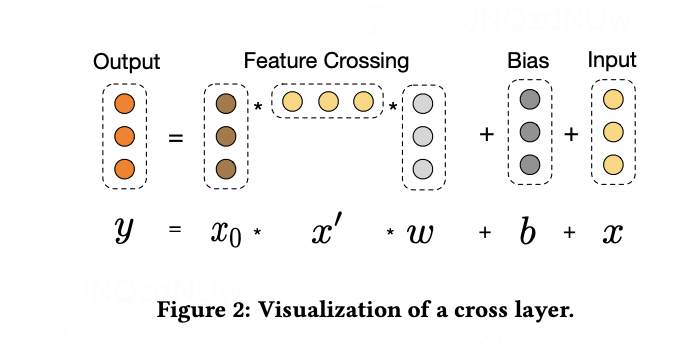 Output Feature Crossing Bias Input
* * = + +
y = x₀ * x′ * w + b + x
Figure 2: Visualization of a cross layer.